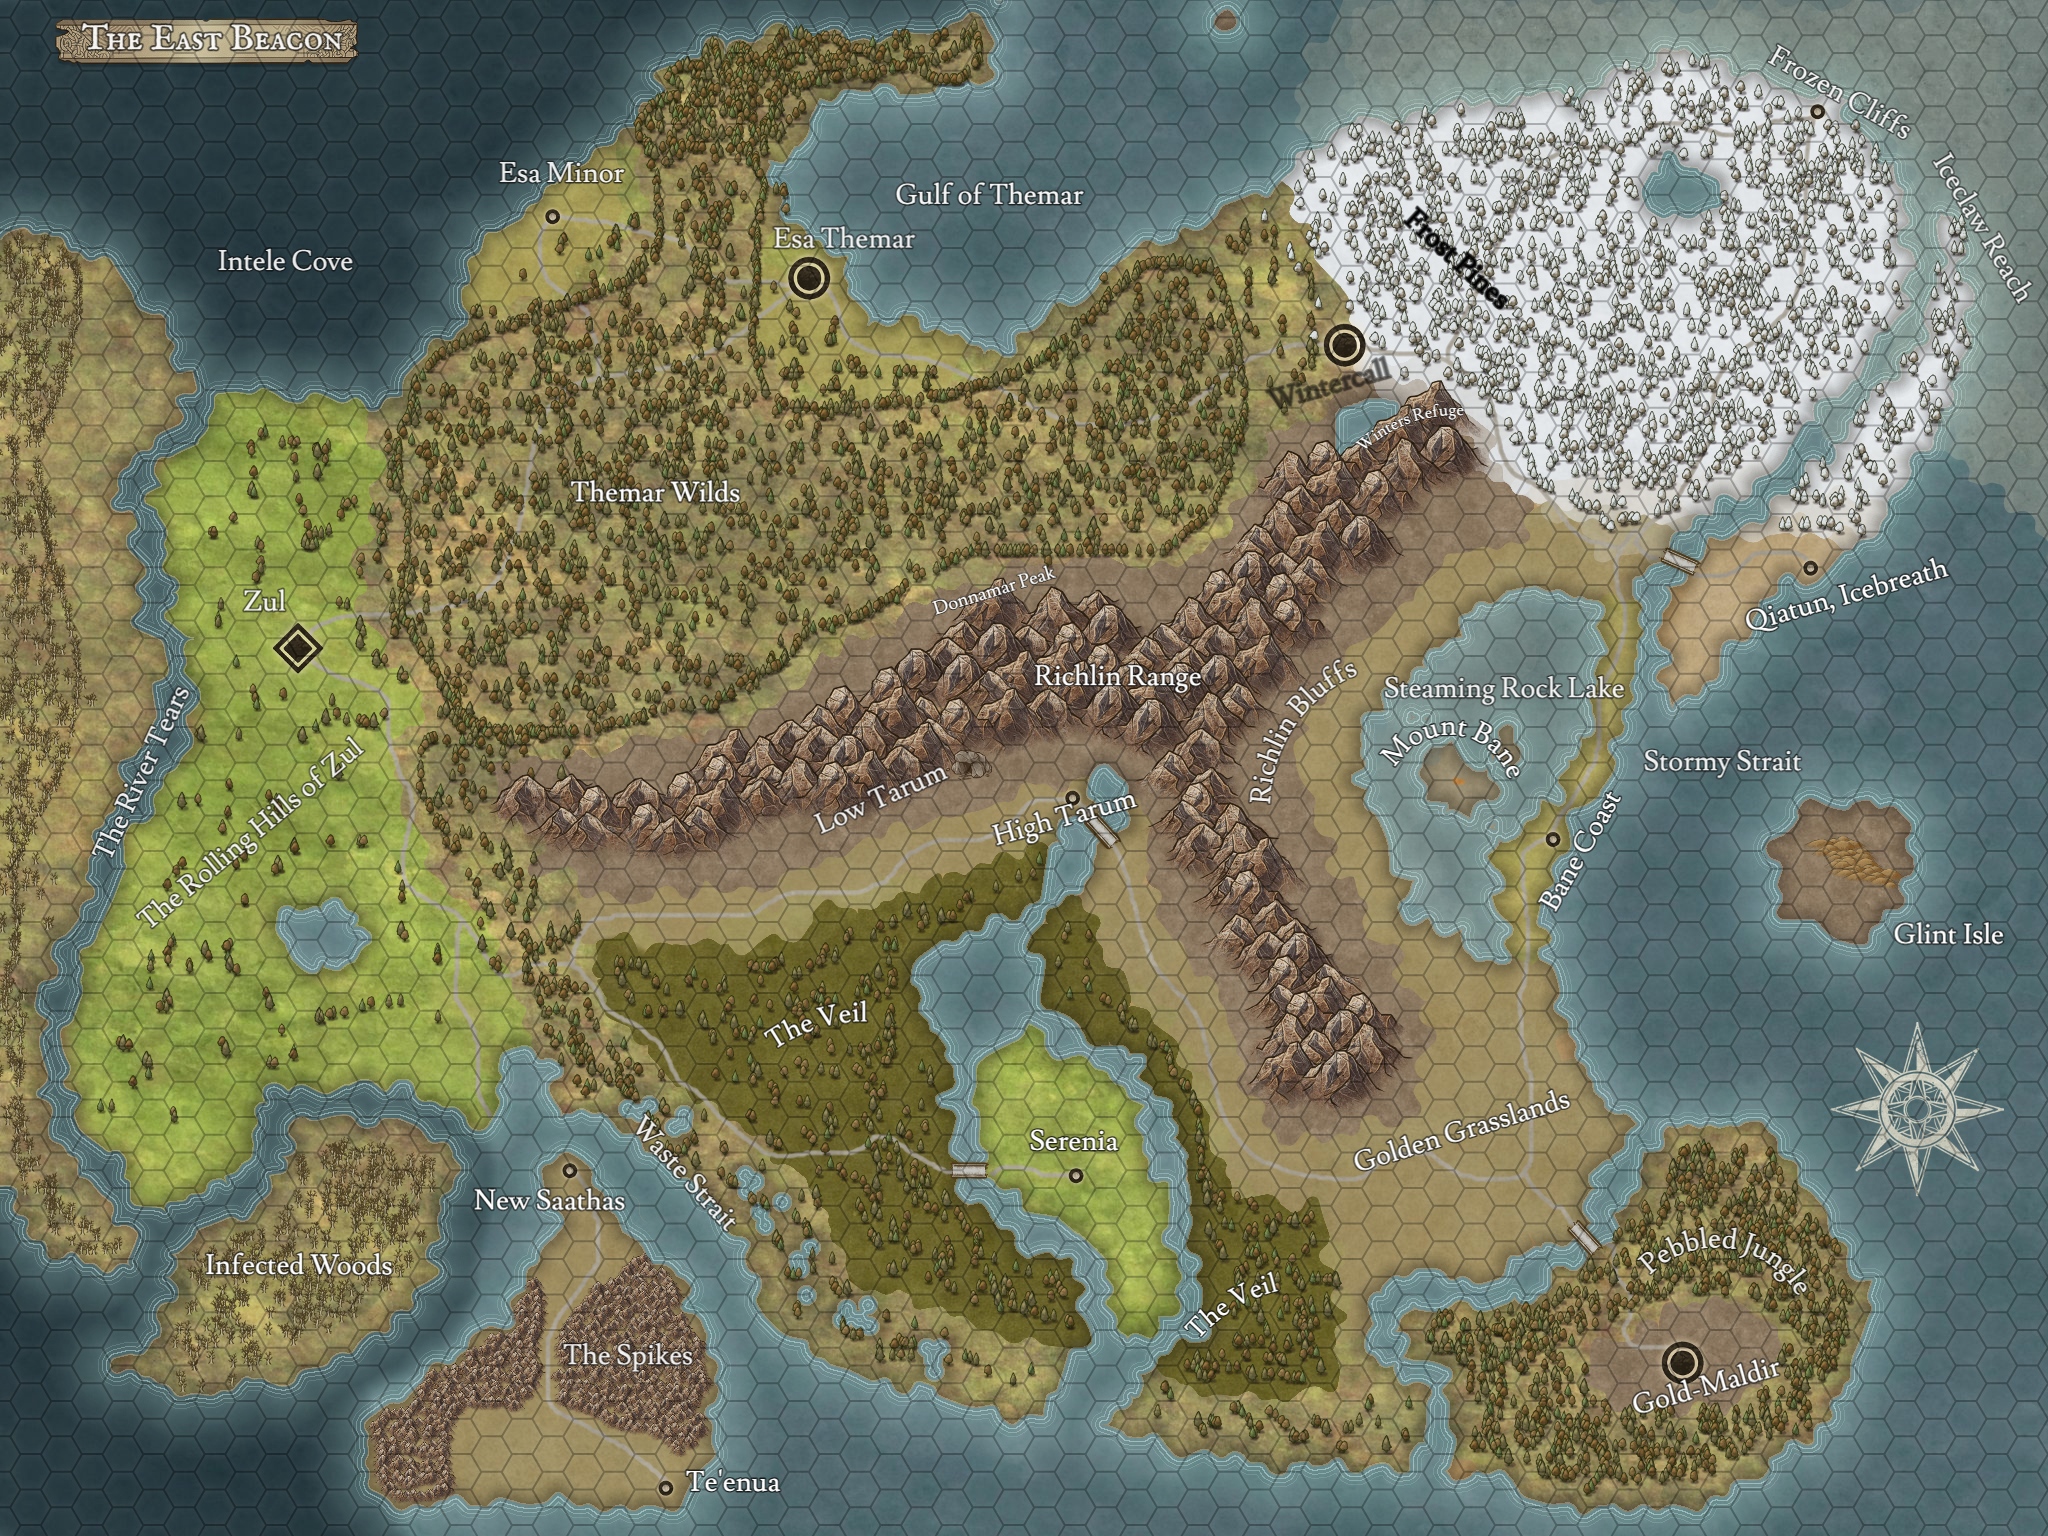 The East Beacon
Frozen Cliffs
Esa Minor
Gulf of Themar
Iceclaw Reach
Esa Themar
Intele Cove
Frost Pines
Wintercall
Winters Refuge
Themar Wilds
Donnamar Peak
Zul
Qiatun, Icebreath
Richlin Range
Steaming Rock Lake
Richlin Bluffs
Mount Bane
The River Tears
Stormy Strait
The Rolling Hills of Zul
Low Tarum
High Tarum
Bane Coast
Glint Isle
The Veil
Golden Grasslands
Serenia
Waste Strait
New Saathas
Infected Woods
Pebbled Jungle
The Veil
The Spikes
Gold-Maldir
Te'enua